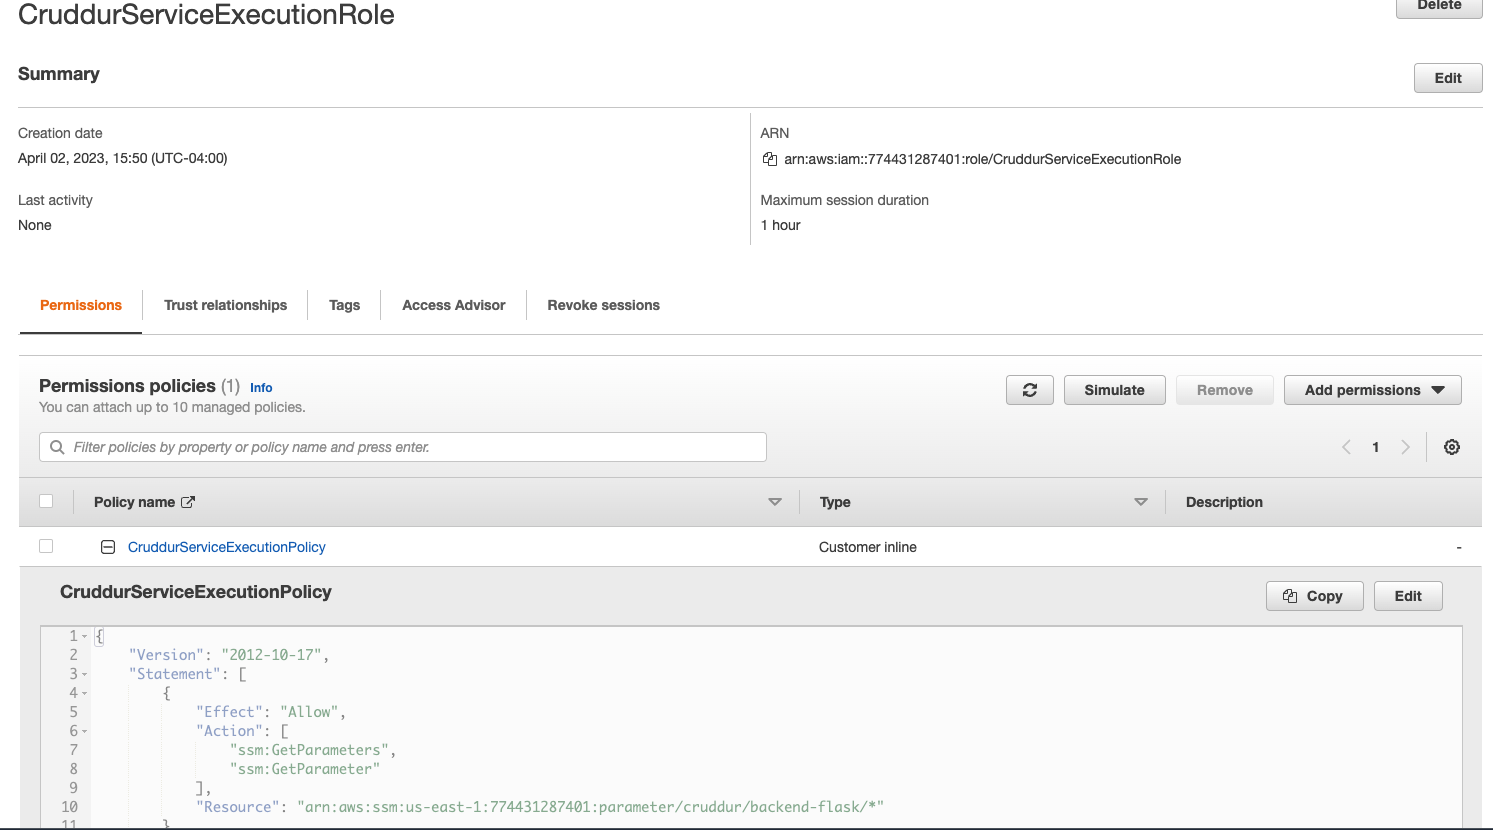 CruddurServiceExecutionRole
Delete
Summary
Edit
Creation date
April 02, 2023, 15:50 (UTC-04:00)
ARN
arn:aws:iam::774431287401:role/CruddurServiceExecutionRole
Last activity
None
Maximum session duration
1 hour
Permissions
Trust relationships
Tags
Access Advisor
Revoke sessions
Permissions policies (1) Info
You can attach up to 10 managed policies.
Simulate
Remove
Add permissions
Filter policies by property or policy name and press enter.
1
Policy name
Type
Description
CruddurServiceExecutionPolicy
Customer inline
-
CruddurServiceExecutionPolicy
Copy
Edit
1 {
2 "Version": "2012-10-17",
3 "Statement": [
4 {
5 "Effect": "Allow",
6 "Action": [
7 "ssm:GetParameters",
8 "ssm:GetParameter"
9 ],
10 "Resource": "arn:aws:ssm:us-east-1:774431287401:parameter/cruddur/backend-flask/*"
11 }